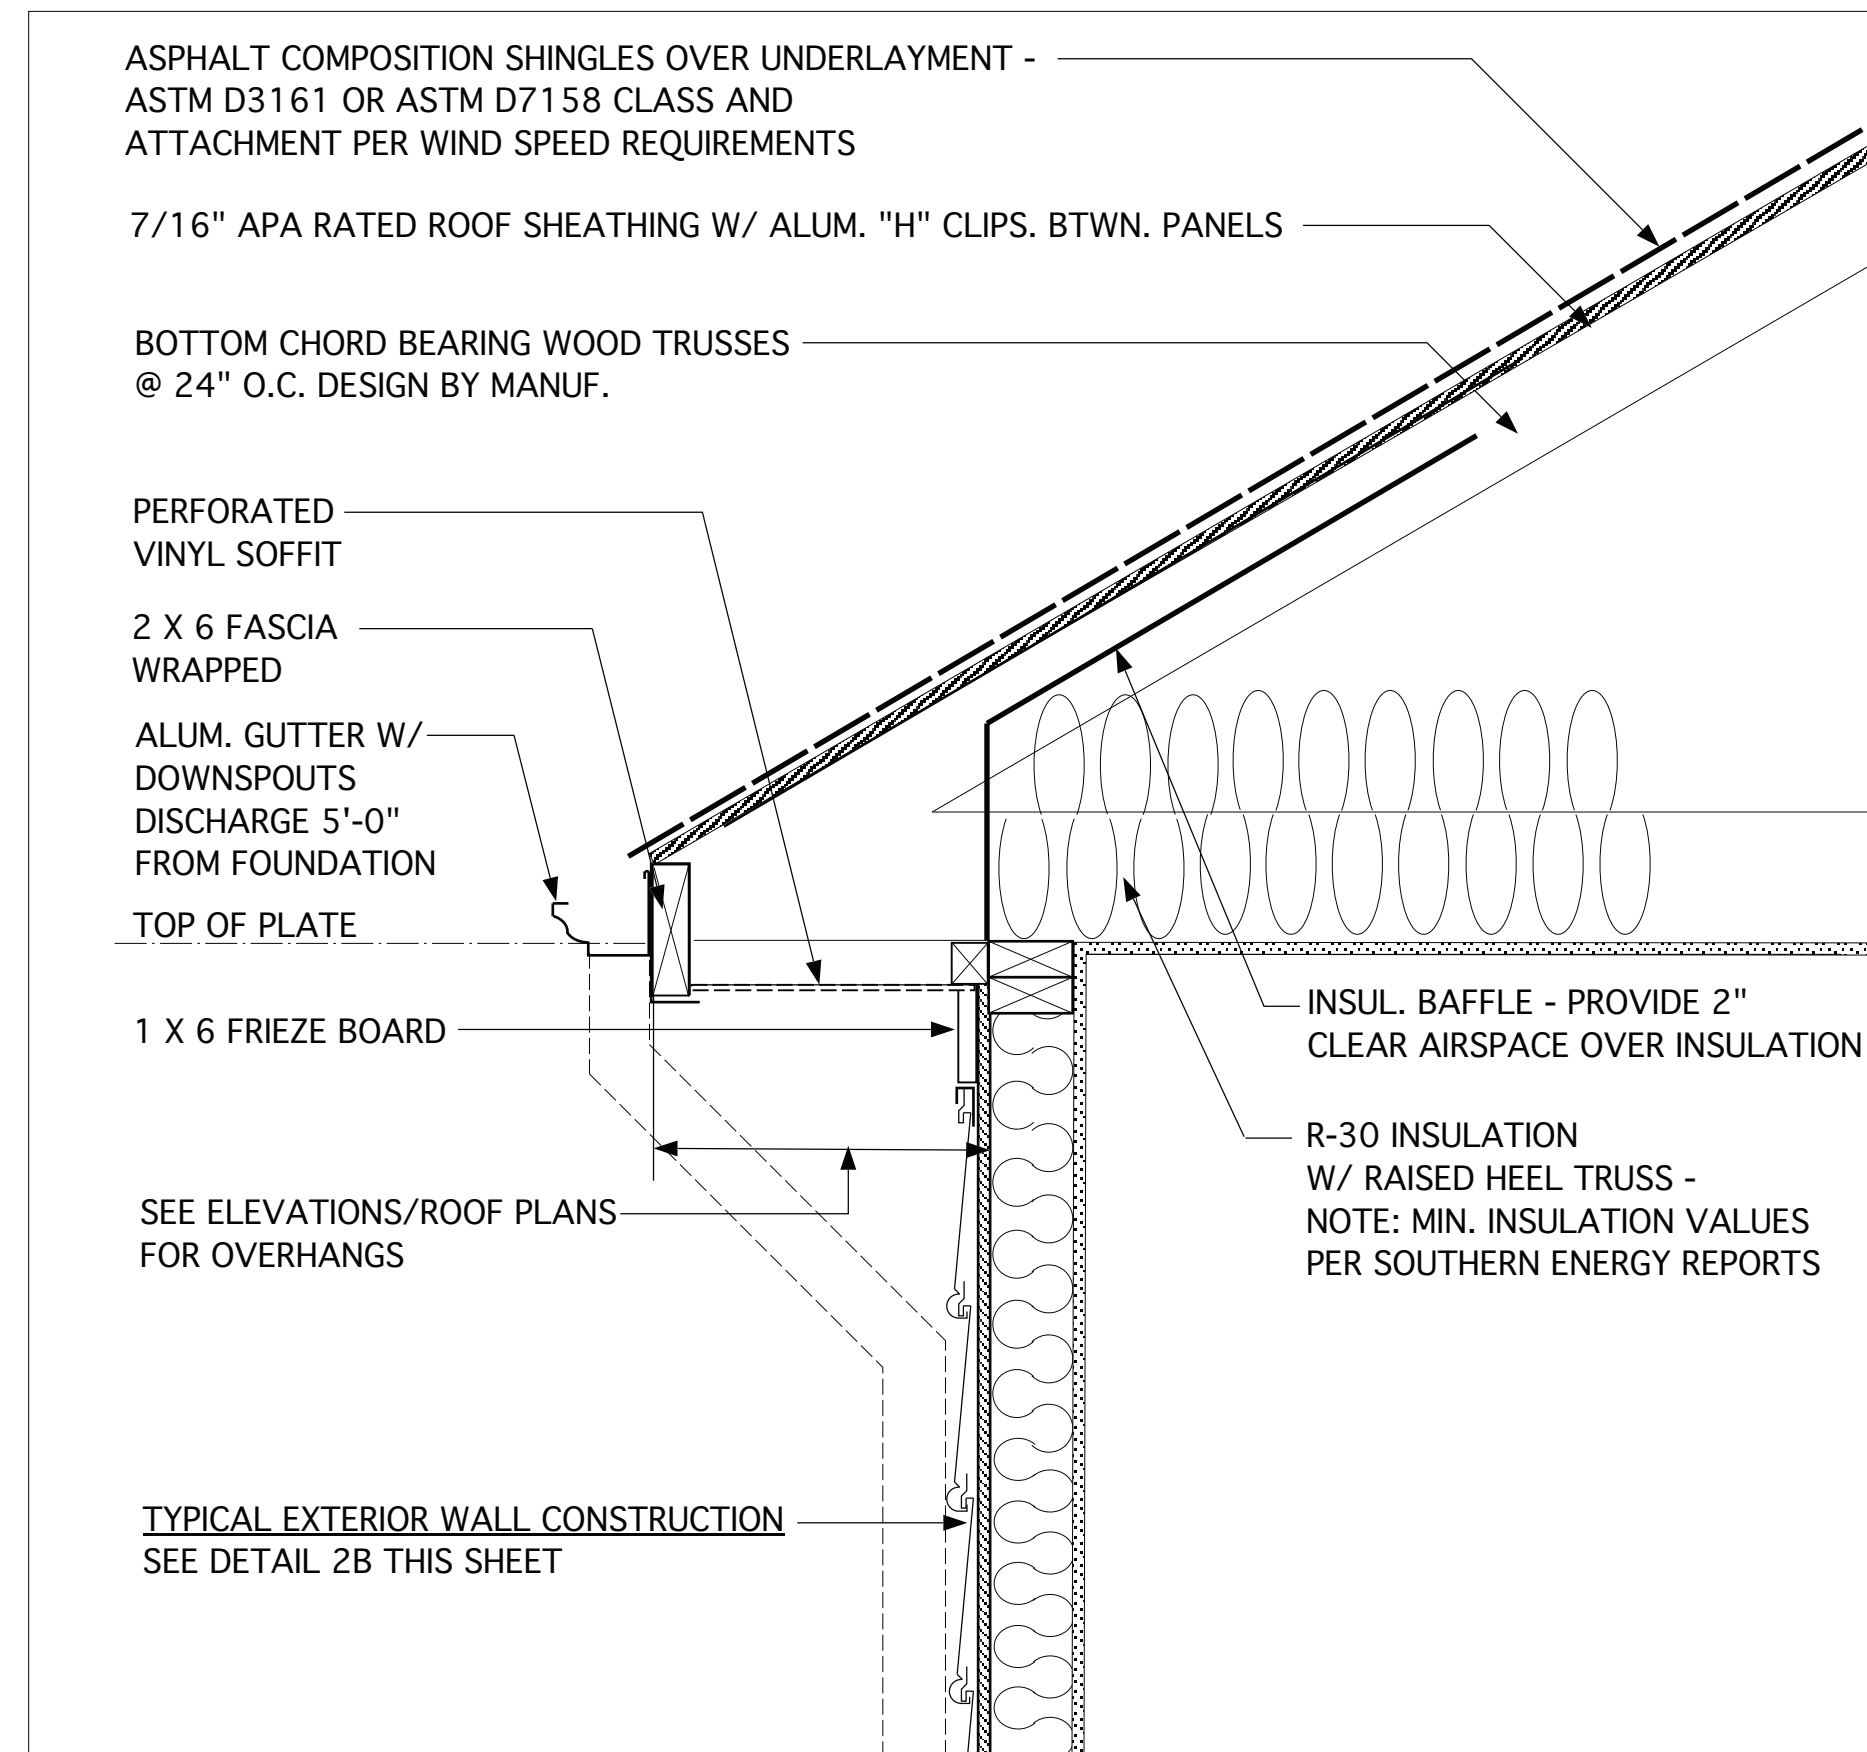 ASPHALT COMPOSITION SHINGLES OVER UNDERLAYMENT -
ASTM D3161 OR ASTM D7158 CLASS AND
ATTACHMENT PER WIND SPEED REQUIREMENTS
7/16" APA RATED ROOF SHEATHING W/ ALUM. "H" CLIPS. BTWN. PANELS
BOTTOM CHORD BEARING WOOD TRUSSES
@ 24" O.C. DESIGN BY MANUF.
PERFORATED
VINYL SOFFIT
2 X 6 FASCIA
WRAPPED
ALUM. GUTTER W/
DOWNSPOUTS
DISCHARGE 5'-0"
FROM FOUNDATION
TOP OF PLATE
1 X 6 FRIEZE BOARD
SEE ELEVATIONS/ROOF PLANS
FOR OVERHANGS
TYPICAL EXTERIOR WALL CONSTRUCTION
SEE DETAIL 2B THIS SHEET
INSUL. BAFFLE - PROVIDE 2"
CLEAR AIRSPACE OVER INSULATION
R-30 INSULATION
W/ RAISED HEEL TRUSS -
NOTE: MIN. INSULATION VALUES
PER SOUTHERN ENERGY REPORTS